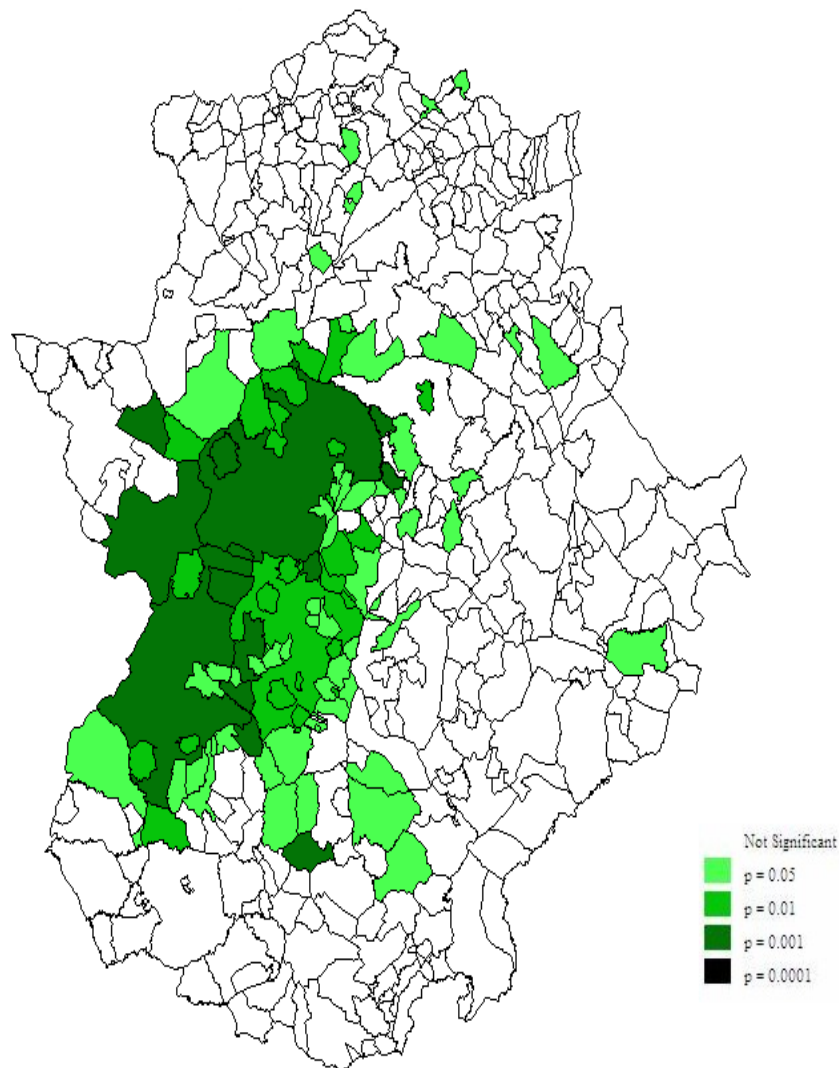 Not Significant
p = 0.05
p = 0.01
p = 0.001
p = 0.0001